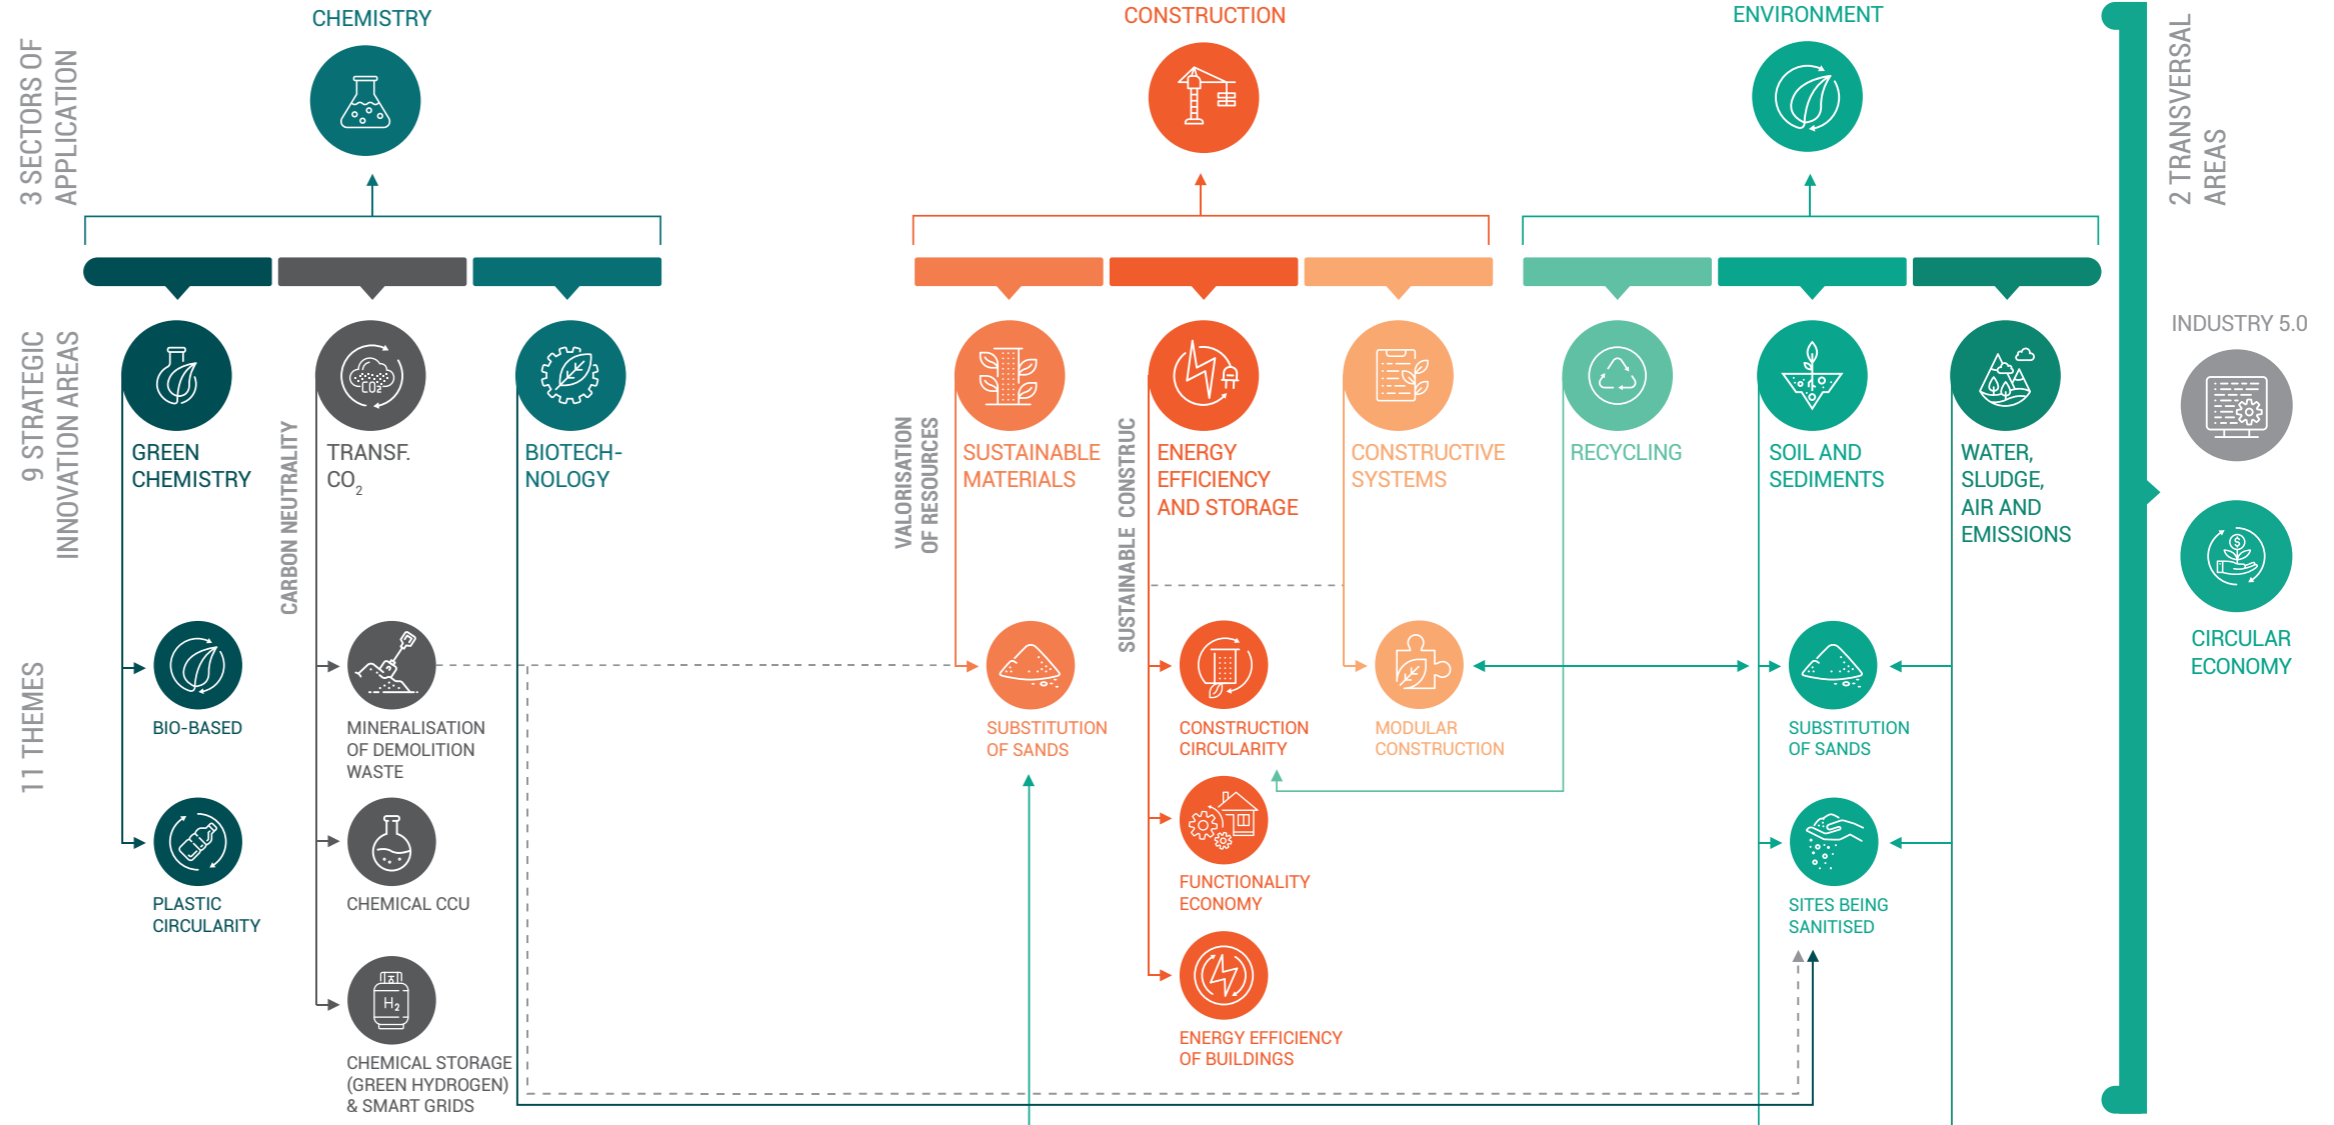 CHEMISTRY
CONSTRUCTION
ENVIRONMENT
3 SECTORS OF
APPLICATION
2 TRANSVERSAL
AREAS
9 STRATEGIC
INNOVATION AREAS
GREEN
CHEMISTRY
CARBON NEUTRALITY
CO2
TRANSF.
CO2
BIOTECH-
NOLOGY
VALORISATION
OF RESOURCES
SUSTAINABLE
MATERIALS
SUSTAINABLE CONSTRUC
ENERGY
EFFICIENCY
AND STORAGE
CONSTRUCTIVE
SYSTEMS
RECYCLING
SOIL AND
SEDIMENTS
WATER,
SLUDGE,
AIR AND
EMISSIONS
INDUSTRY 5.0
$
CIRCULAR
ECONOMY
11 THEMES
BIO-BASED
PLASTIC
CIRCULARITY
MINERALISATION
OF DEMOLITION
WASTE
CHEMICAL CCU
H2
CHEMICAL STORAGE
(GREEN HYDROGEN)
& SMART GRIDS
SUBSTITUTION
OF SANDS
CONSTRUCTION
CIRCULARITY
FUNCTIONALITY
ECONOMY
ENERGY EFFICIENCY
OF BUILDINGS
MODULAR
CONSTRUCTION
SUBSTITUTION
OF SANDS
SITES BEING
SANITISED